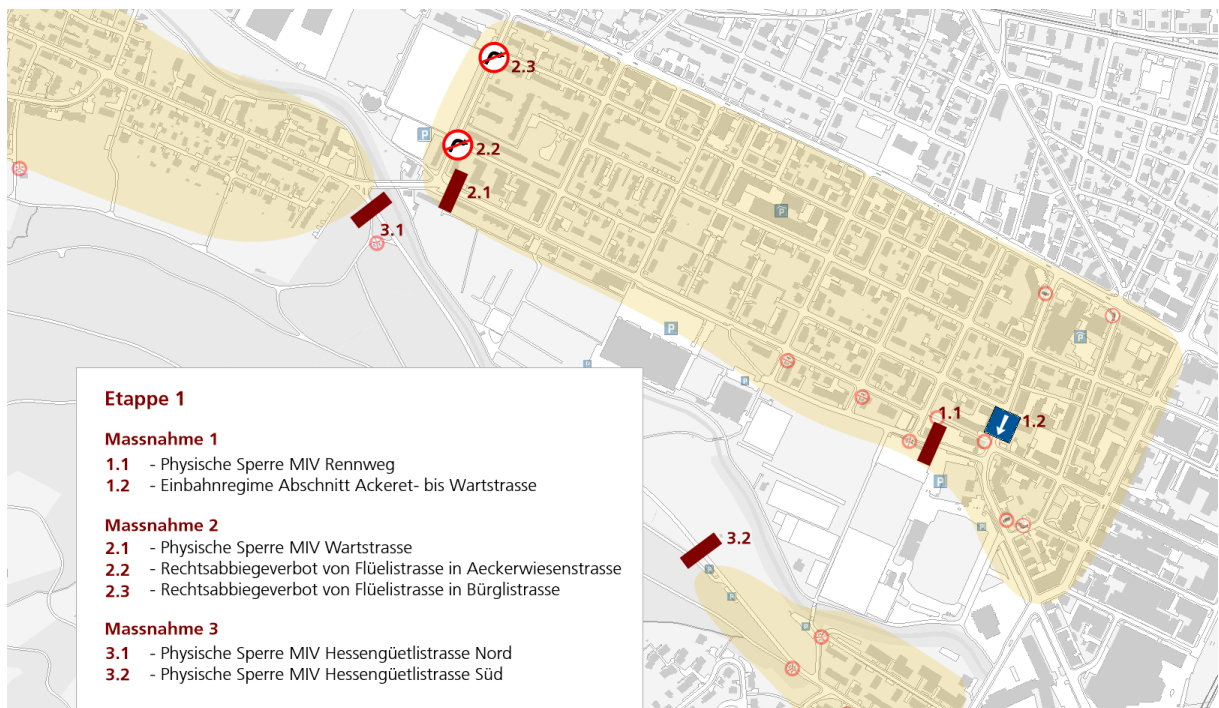 2.3
2.2
P
2.1
P
3.1
P
P
P
P
1.1
1.2
P
P
3.2
P
P
P
P
Etappe 1
Massnahme 1
1.1 - Physische Sperre MIV Rennweg
1.2 - Einbahnregime Abschnitt Ackeret- bis Wartstrasse
Massnahme 2
2.1 - Physische Sperre MIV Wartstrasse
2.2 - Rechtsabbiegeverbot von Flüelistrasse in Aeckerwiesenstrasse
2.3 - Rechtsabbiegeverbot von Flüelistrasse in Bürglistrasse
Massnahme 3
3.1 - Physische Sperre MIV Hessengüetlistrasse Nord
3.2 - Physische Sperre MIV Hessengüetlistrasse Süd